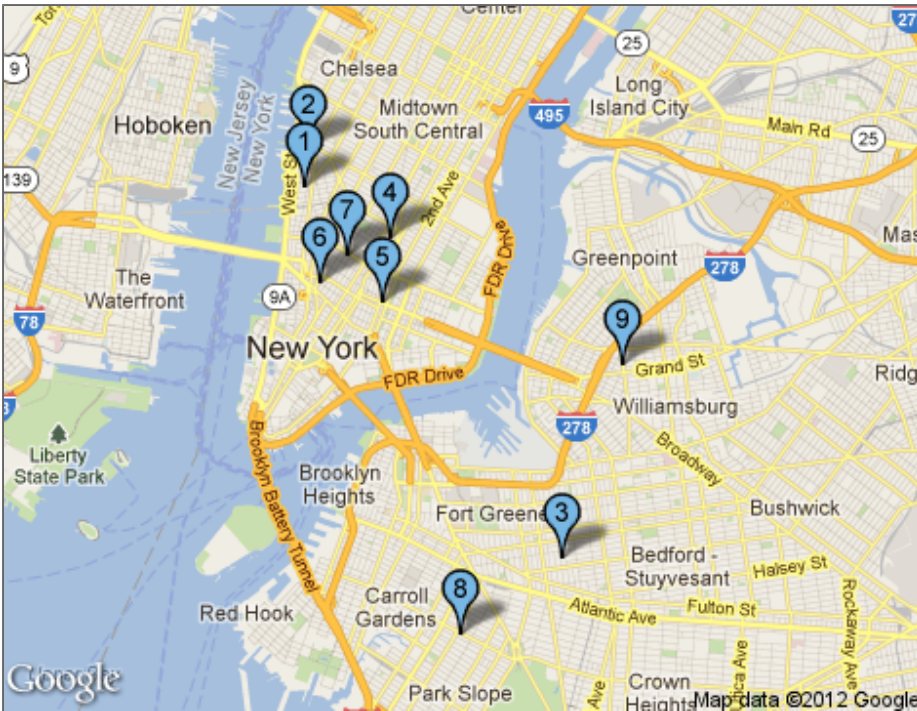 Center
25
278
Chelsea
9
Long
Island City
2
Midtown
South Central
Hoboken
New Jersey
New York
495
Main Rd
25
1
139
West St
4
2nd Ave
7
6
5
Greenpoint
FDR Drive
278
The
Waterfront
9A
78
9
New York
Grand St
FDR Drive
Williamsburg
278
Liberty
State Park
Brooklyn Battery Tunnel
Broadway
Brooklyn
Heights
Bushwick
Fort Greene
3
Bedford -
Stuyvesant
Halsey St
8
Carroll
Gardens
Red Hook
Atlantic Ave
Fulton St
Rockaway Ave
Google
Park Slope
Ave
Crown
Heights
Map data ©2012 Google